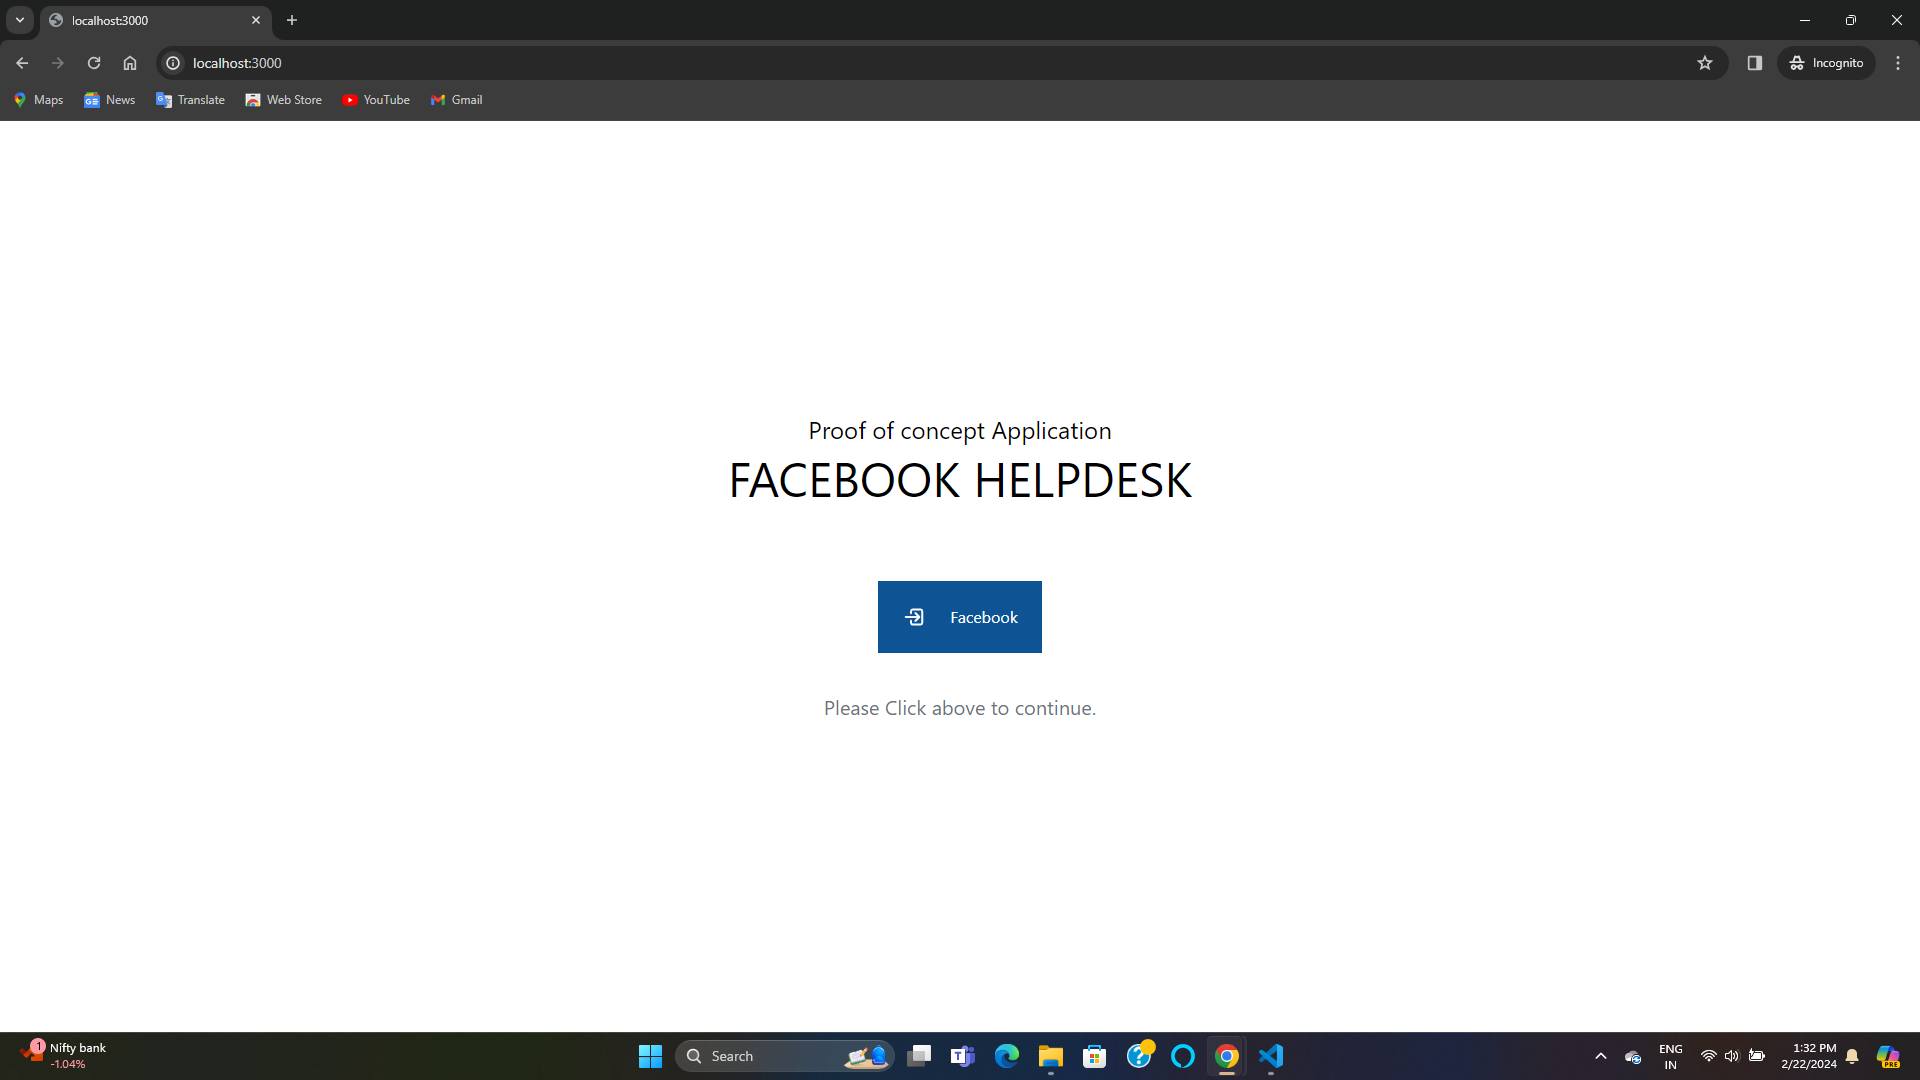 localhost:3000
localhost:3000
Incognito
Maps
News
Translate
Web Store
YouTube
Gmail
Proof of concept Application
FACEBOOK HELPDESK
Facebook
Please Click above to continue.
1
Nifty bank
-1.04%
Search
ENG
IN
1:32 PM
2/22/2024
PRE